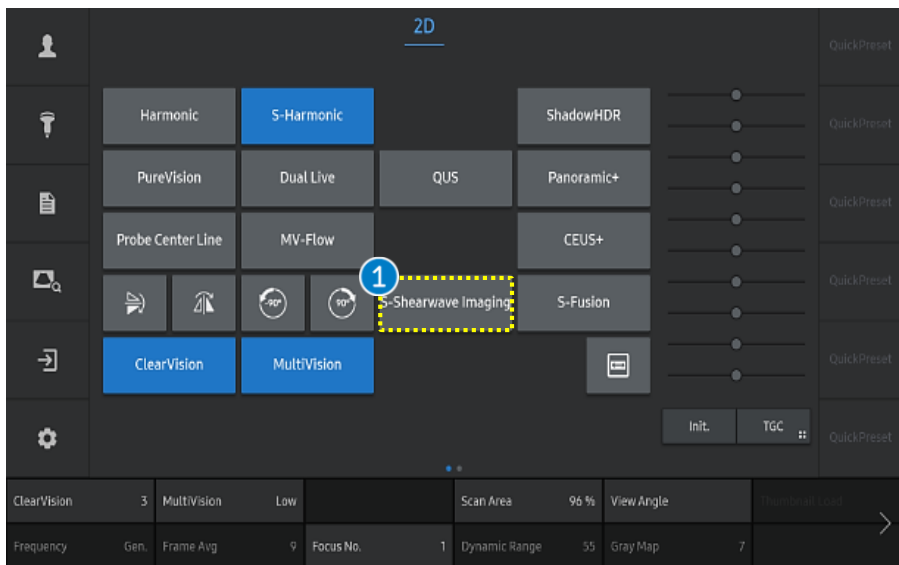 2D
QuickPreset
Harmonic
S-Harmonic
ShadowHDR
QuickPreset
PureVision
Dual Live
QUS
Panoramic+
QuickPreset
Probe Center Line
MV-Flow
CEUS+
1
-90°
90°
S-Shearwave Imaging
S-Fusion
QuickPreset
ClearVision
MultiVision
QuickPreset
Init.
TGC
QuickPreset
ClearVision 3
MultiVision Low
Scan Area 96 %
View Angle
Thumbnail Load
Frequency Gen.
Frame Avg 9
Focus No. 1
Dynamic Range 55
Gray Map 7